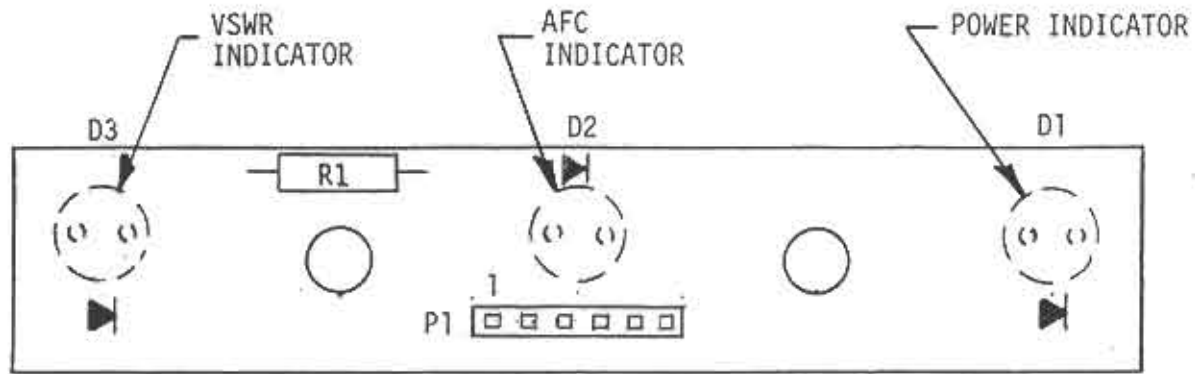 VSWR
INDICATOR
AFC
INDICATOR
POWER INDICATOR
D3
D2
D1
R1
1
P1